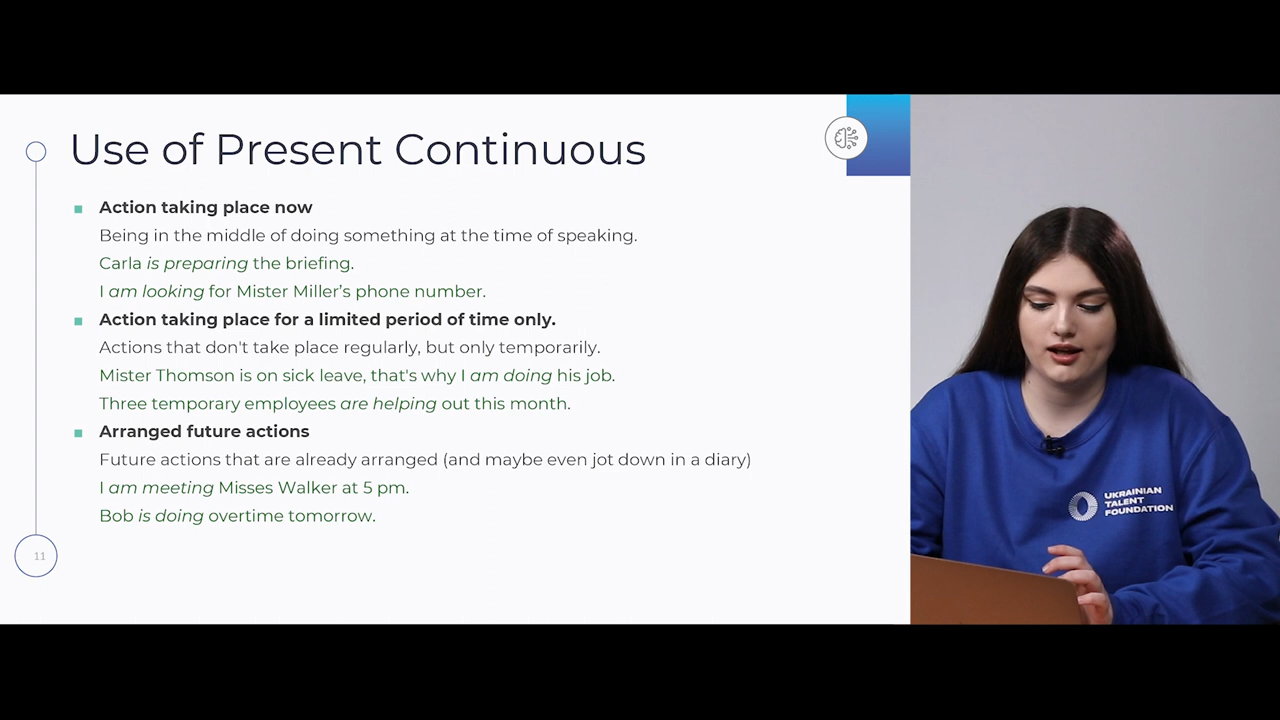 Use of Present Continuous
Action taking place now
Being in the middle of doing something at the time of speaking.
Carla is preparing the briefing.
I am looking for Mister Miller’s phone number.
Action taking place for a limited period of time only.
Actions that don't take place regularly, but only temporarily.
Mister Thomson is on sick leave, that's why I am doing his job.
Three temporary employees are helping out this month.
Arranged future actions
Future actions that are already arranged (and maybe even jot down in a diary)
I am meeting Misses Walker at 5 pm.
Bob is doing overtime tomorrow.
11
UKRAINIAN
TALENT
FOUNDATION